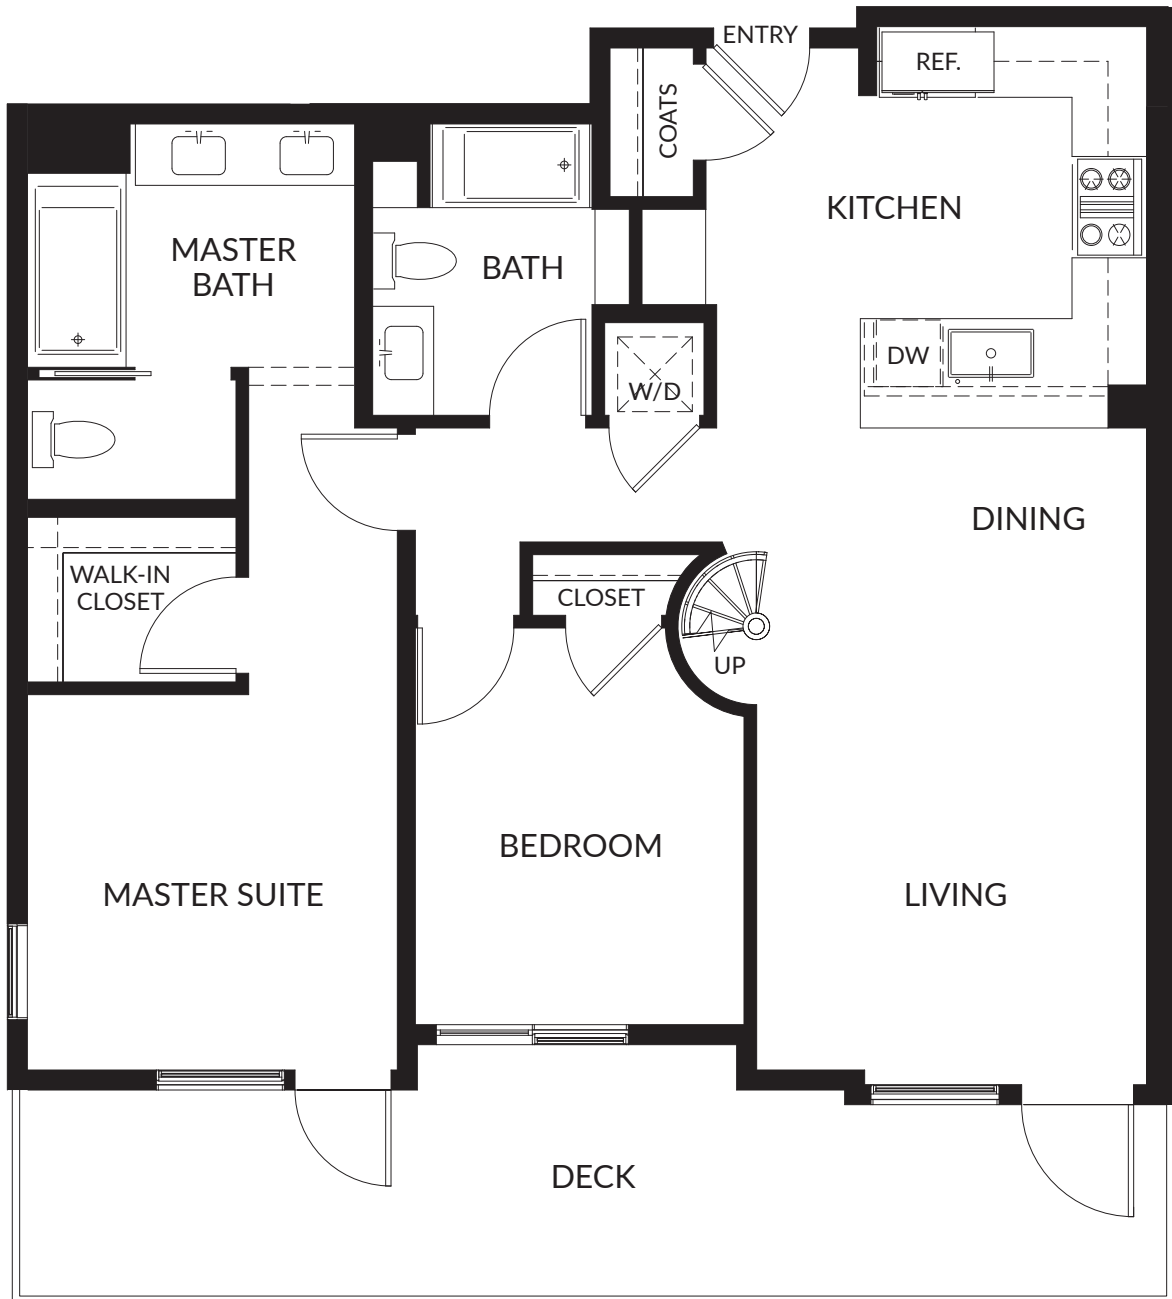 ENTRY
REF.
COATS
KITCHEN
MASTER
BATH
BATH
DW
W/D
DINING
WALK-IN
CLOSET
CLOSET
UP
BEDROOM
MASTER SUITE
LIVING
DECK